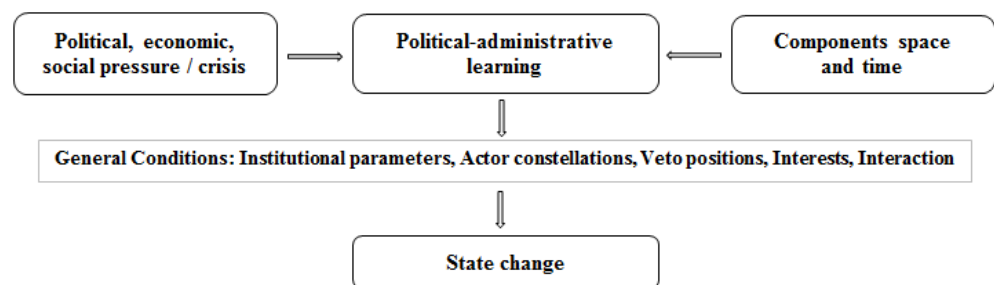 Political, economic,
social pressure / crisis
Political-administrative
learning
Components space
and time
General Conditions: Institutional parameters, Actor constellations, Veto positions, Interests, Interaction
State change